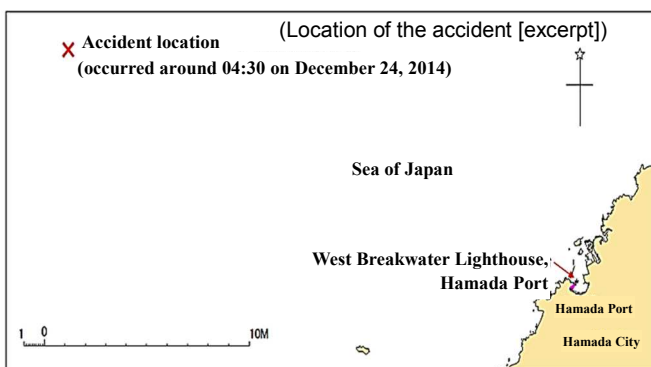 (Location of the accident [excerpt])
Accident location
(occurred around 04:30 on December 24, 2014)
Sea of Japan
West Breakwater Lighthouse,
Hamada Port
Hamada Port
Hamada City
1 0 10M